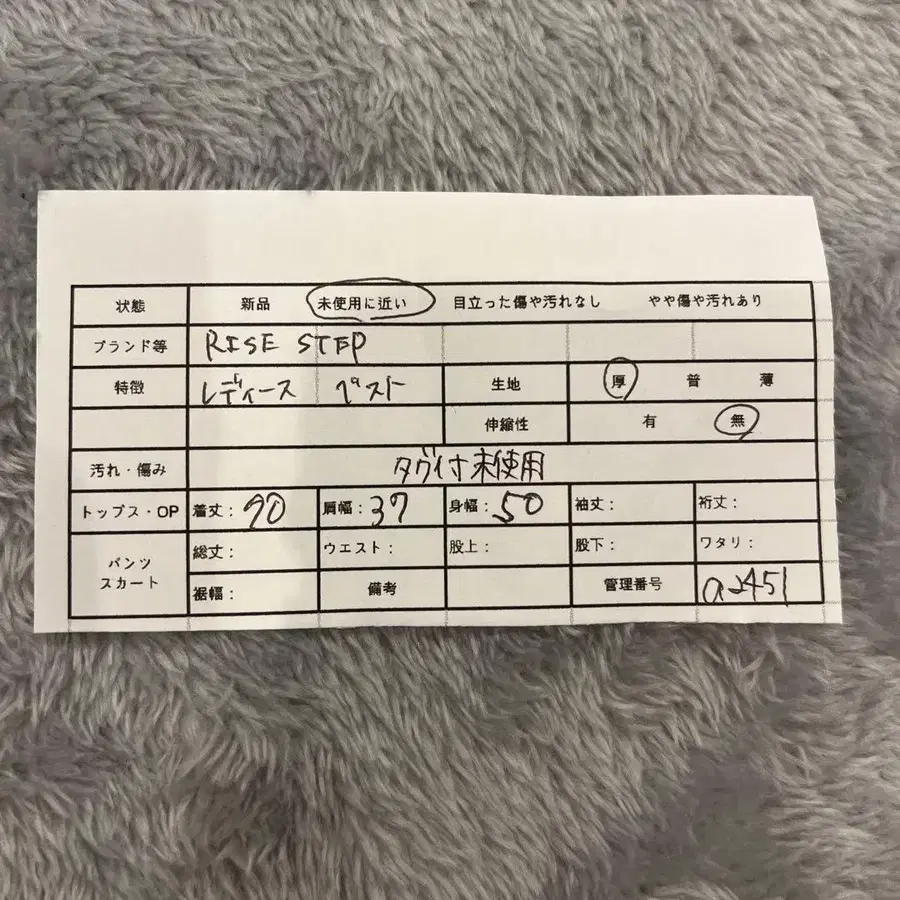 状態 新品 未使用に近い 目立った傷や汚れなし やや傷や汚れあり
ブランド等 RISE STEP
特徴 レディース ベスト 生地 厚 普 薄
伸縮性 有 無
汚れ・傷み タグ付未使用
トップス・OP 着丈: 70 肩幅: 37 身幅: 50 袖丈: 裄丈:
パンツ スカート 総丈: ウエスト: 股上: 股下: ワタリ:
裾幅: 備考 管理番号 a2451